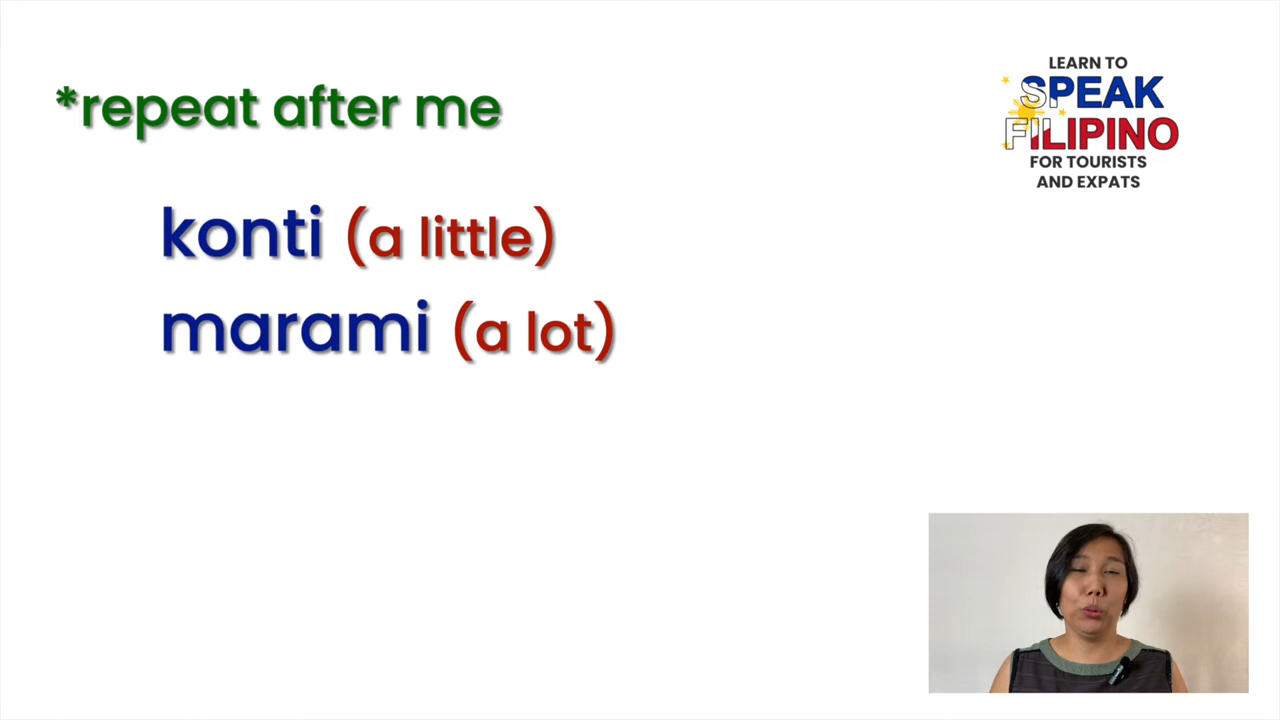 *repeat after me
konti (a little)
marami (a lot)
LEARN TO
SPEAK
FILIPINO
FOR TOURISTS
AND EXPATS